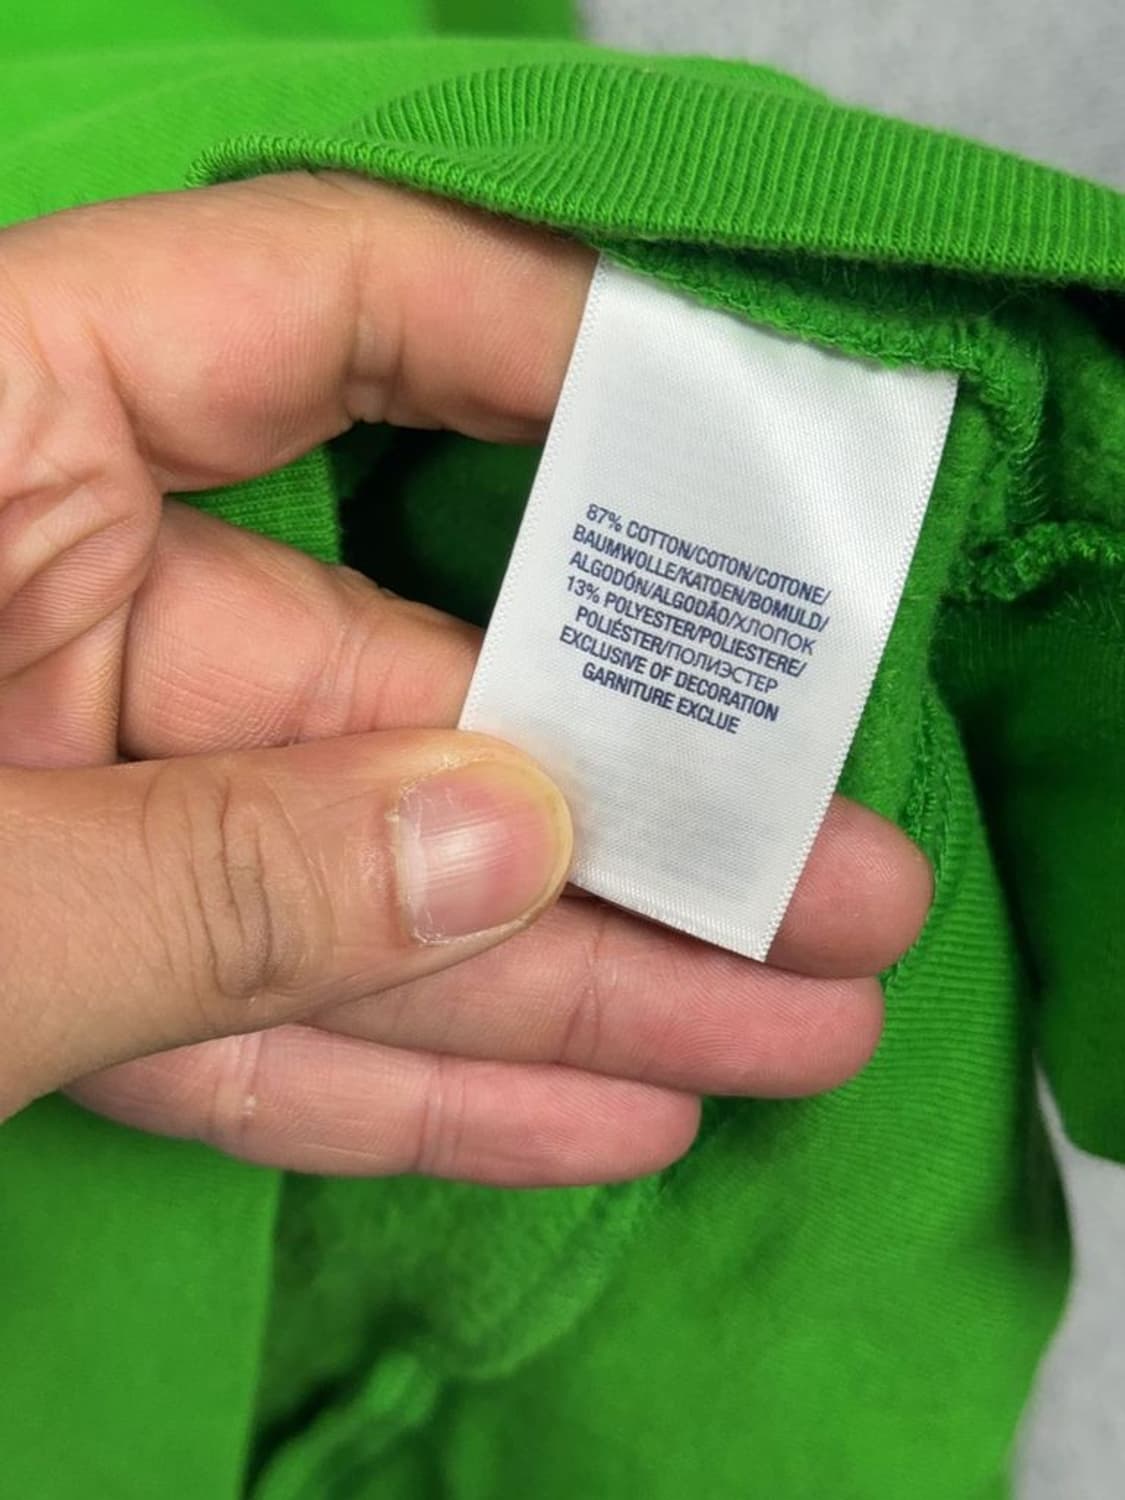 87% COTTON/COTON/COTONE/
BAUMWOLLE/KATOEN/BOMULD/
ALGODÓN/ALGODÃO/ХЛОПОК
13% POLYESTER/POLIESTERE/
POLIÉSTER/ПОЛИЭСТЕР
EXCLUSIVE OF DECORATION
GARNITURE EXCLUE